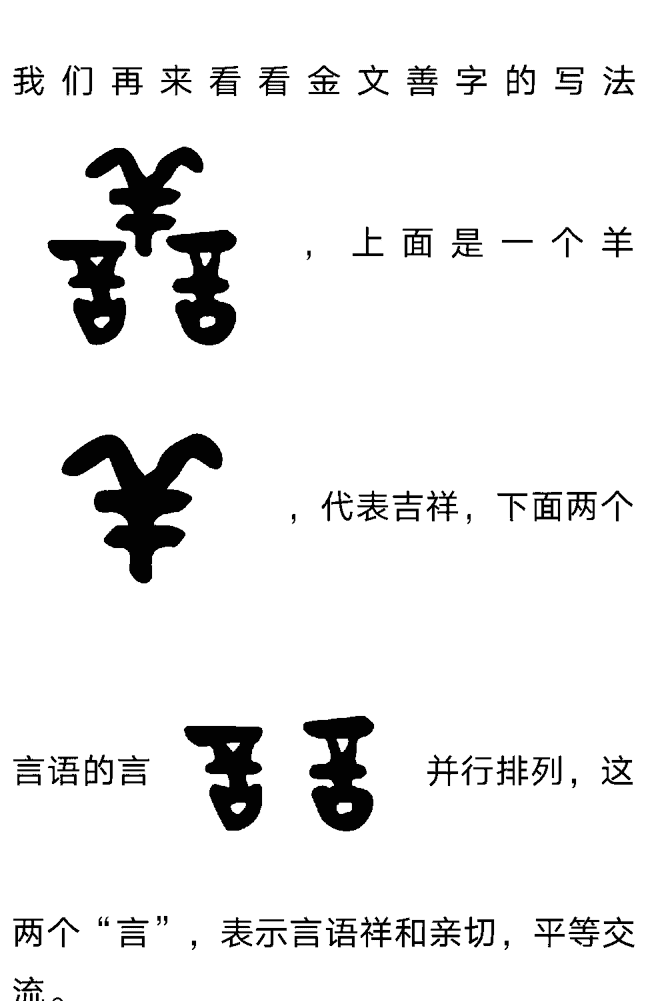 我们再来看看金文善字的写法
，上面是一个羊
，代表吉祥，下面两个
言语的言 并行排列，这
两个“言”，表示言语祥和亲切，平等交
流。